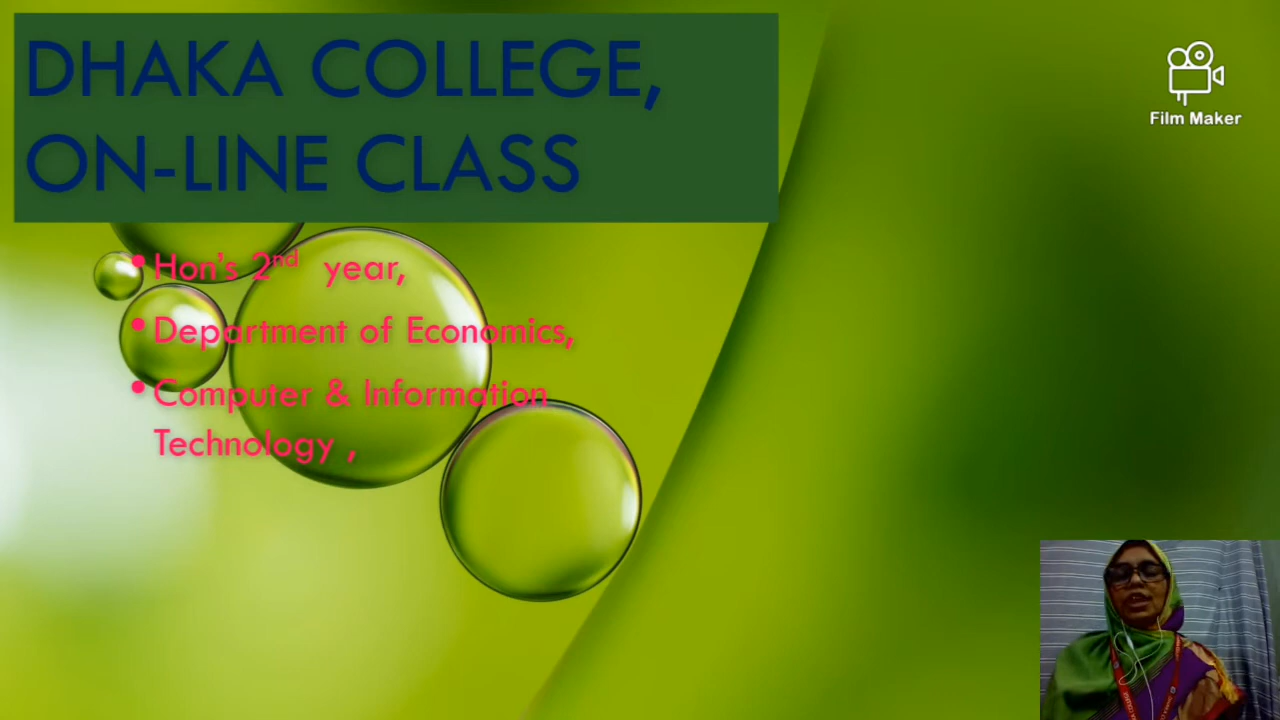 DHAKA COLLEGE,
ON-LINE CLASS
Film Maker
• Hon's 2nd year,
• Department of Economics,
• Computer & Information
Technology ,